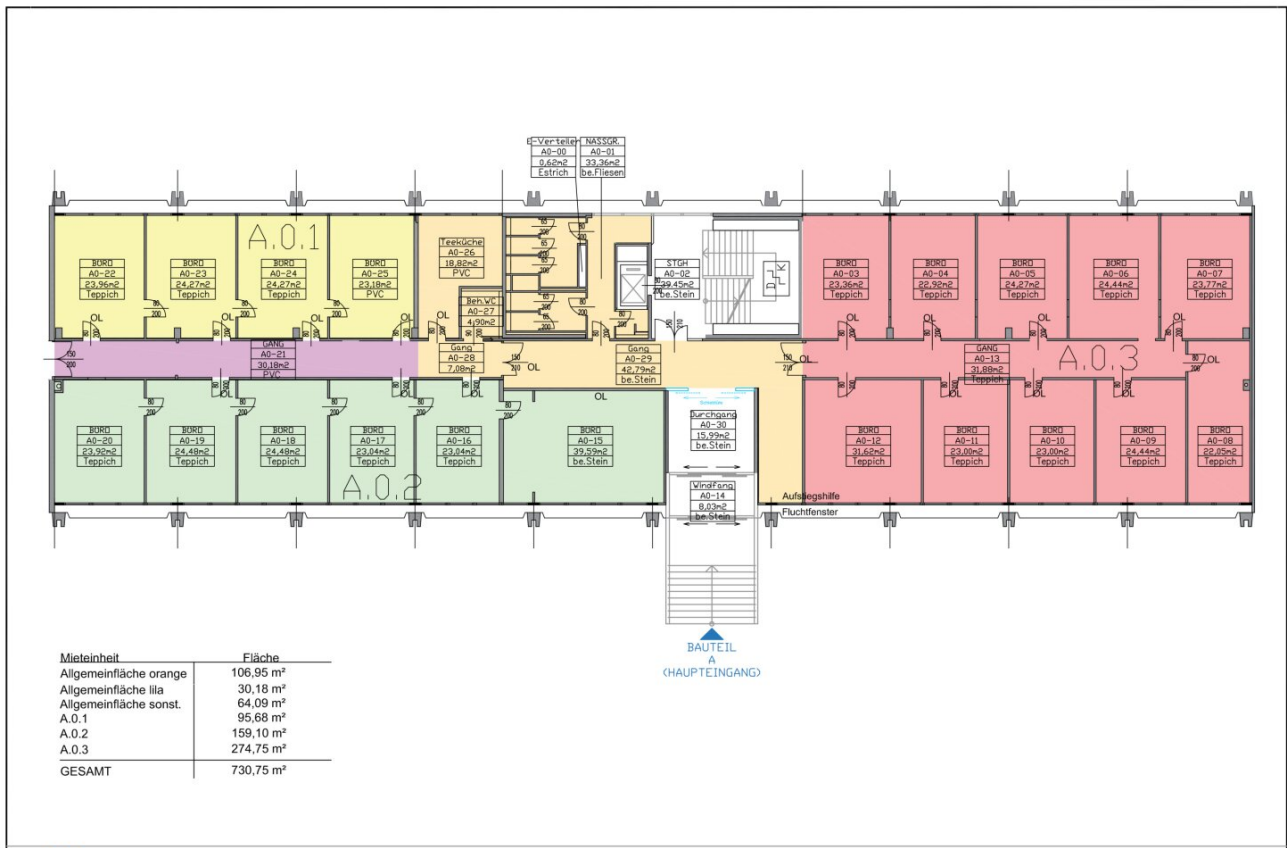 E-Verteiler
A0-00
0,62m2
Estrich
NASSGR.
A0-01
33,36m2
be.Fliesen
A.0.1
BÜRO
A0-22
23,96m2
Teppich
BÜRO
A0-23
24,27m2
Teppich
BÜRO
A0-24
24,27m2
Teppich
BÜRO
A0-25
23,18m2
PVC
Teeküche
A0-26
18,82m2
PVC
Beh.WC
A0-27
4,90m2
STGH
A0-02
39,45m2
be.Stein
BÜRO
A0-03
23,36m2
Teppich
BÜRO
A0-04
22,92m2
Teppich
BÜRO
A0-05
24,27m2
Teppich
BÜRO
A0-06
24,44m2
Teppich
BÜRO
A0-07
23,77m2
Teppich
GANG
A0-21
30,18m2
PVC
Gang
A0-28
7,08m2
Gang
A0-29
42,79m2
be.Stein
GANG
A0-13
31,88m2
Teppich
A.0.3
OL
BÜRO
A0-20
23,92m2
Teppich
BÜRO
A0-19
24,48m2
Teppich
BÜRO
A0-18
24,48m2
Teppich
BÜRO
A0-17
23,04m2
Teppich
BÜRO
A0-16
23,04m2
Teppich
A.0.2
BÜRO
A0-15
39,59m2
be.Stein
Durchgang
A0-30
15,99m2
be.Stein
Windfang
A0-14
8,03m2
be.Stein
BÜRO
A0-12
31,62m2
Teppich
BÜRO
A0-11
23,00m2
Teppich
BÜRO
A0-10
23,00m2
Teppich
BÜRO
A0-09
24,44m2
Teppich
BÜRO
A0-08
22,05m2
Teppich
Aufstiegshilfe
Fluchtfenster
BAUTEIL
A
(HAUPTEINGANG)
Mieteinheit Fläche
Allgemeinfläche orange 106,95 m²
Allgemeinfläche lila 30,18 m²
Allgemeinfläche sonst. 64,09 m²
A.0.1 95,68 m²
A.0.2 159,10 m²
A.0.3 274,75 m²
GESAMT 730,75 m²